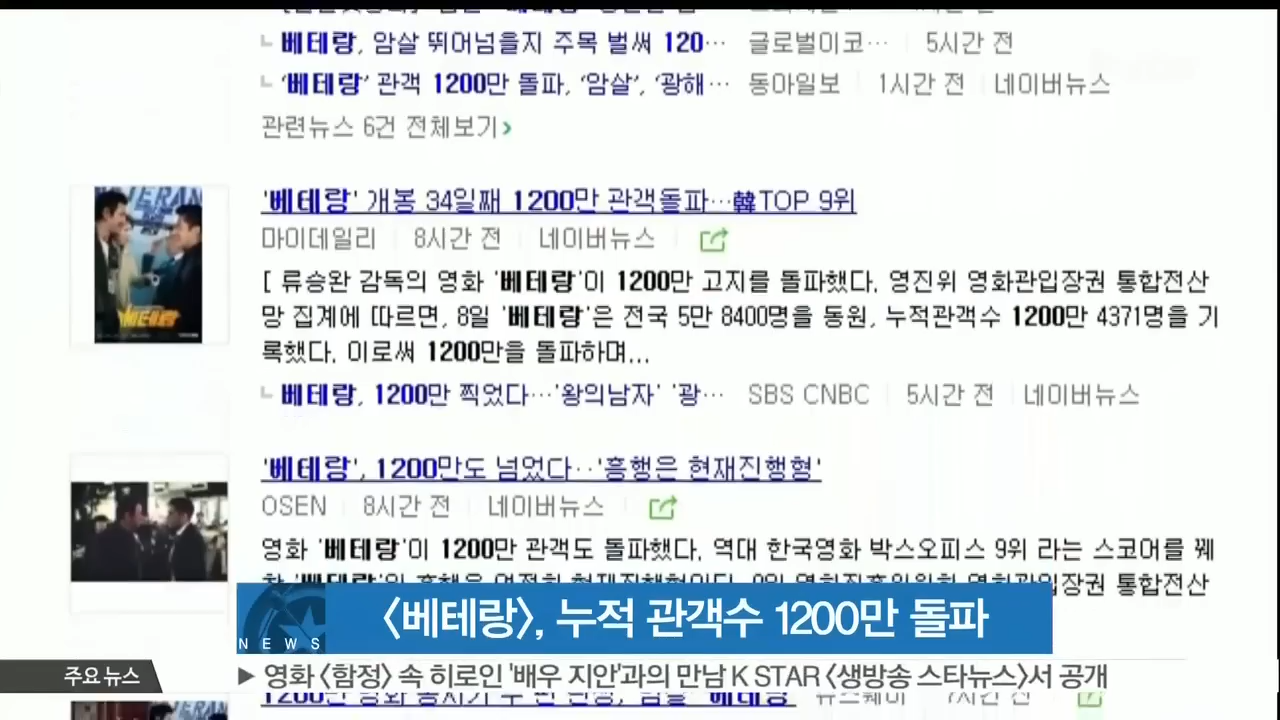 베테랑, 암살 뛰어넘을지 주목 벌써 120… 글로벌이코… 5시간 전
'베테랑' 관객 1200만 돌파, '암살', '광해… 동아일보 1시간 전 네이버뉴스
관련뉴스 6건 전체보기>
'베테랑' 개봉 34일째 1200만 관객돌파…韓TOP 9위
마이데일리 8시간 전 네이버뉴스
[ 류승완 감독의 영화 '베테랑'이 1200만 고지를 돌파했다. 영진위 영화관입장권 통합전산
망 집계에 따르면, 8일 '베테랑'은 전국 5만 8400명을 동원, 누적관객수 1200만 4371명을 기
록했다. 이로써 1200만을 돌파하며...
베테랑
베테랑, 1200만 찍었다…'왕의남자' '광… SBS CNBC 5시간 전 네이버뉴스
'베테랑', 1200만도 넘었다…'흥행은 현재진행형'
OSEN 8시간 전 네이버뉴스
영화 '베테랑'이 1200만 관객도 돌파했다. 역대 한국영화 박스오피스 9위 라는 스코어를 꿰
입장권 통합전산
NEWS
〈베테랑〉, 누적 관객수 1200만 돌파
주요 뉴스
▶ 영화 〈함정〉 속 히로인 '배우 지안'과의 만남 K STAR 〈생방송 스타뉴스〉서 공개